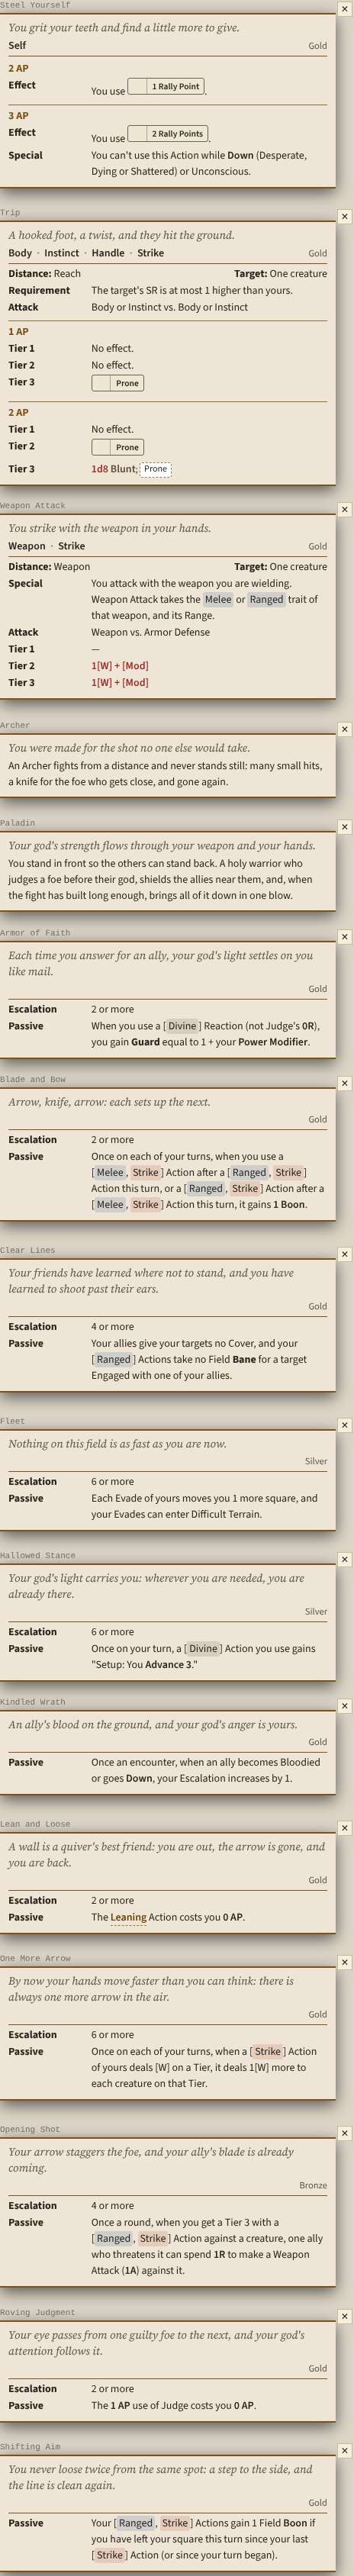 Steel Yourself
×
You grit your teeth and find a little more to give.
Self Gold
2 AP
Effect You use 1 Rally Point.
3 AP
Effect You use 2 Rally Points.
Special You can't use this Action while Down (Desperate,
Dying or Shattered) or Unconscious.
Trip
×
A hooked foot, a twist, and they hit the ground.
Body · Instinct · Handle · Strike Gold
Distance: Reach Target: One creature
Requirement The target's SR is at most 1 higher than yours.
Attack Body or Instinct vs. Body or Instinct
1 AP
Tier 1 No effect.
Tier 2 No effect.
Tier 3 Prone
2 AP
Tier 1 No effect.
Tier 2 Prone
Tier 3 1d8 Blunt; Prone
Weapon Attack
×
You strike with the weapon in your hands.
Weapon · Strike Gold
Distance: Weapon Target: One creature
Special You attack with the weapon you are wielding.
Weapon Attack takes the Melee or Ranged trait of
that weapon, and its Range.
Attack Weapon vs. Armor Defense
Tier 1 —
Tier 2 1[W] + [Mod]
Tier 3 1[W] + [Mod]
Archer
×
You were made for the shot no one else would take.
An Archer fights from a distance and never stands still: many small hits,
a knife for the foe who gets close, and gone again.
Paladin
×
Your god's strength flows through your weapon and your hands.
You stand in front so the others can stand back. A holy warrior who
judges a foe before their god, shields the allies near them, and, when
the fight has built long enough, brings all of it down in one blow.
Armor of Faith
×
Each time you answer for an ally, your god's light settles on you
like mail.
Gold
Escalation 2 or more
Passive When you use a [Divine] Reaction (not Judge's 0R),
you gain Guard equal to 1 + your Power Modifier.
Blade and Bow
×
Arrow, knife, arrow: each sets up the next.
Gold
Escalation 2 or more
Passive Once on each of your turns, when you use a
[Melee, Strike] Action after a [Ranged, Strike]
Action this turn, or a [Ranged, Strike] Action after a
[Melee, Strike] Action this turn, it gains 1 Boon.
Clear Lines
×
Your friends have learned where not to stand, and you have
learned to shoot past their ears.
Gold
Escalation 4 or more
Passive Your allies give your targets no Cover, and your
[Ranged] Actions take no Field Bane for a target
Engaged with one of your allies.
Fleet
×
Nothing on this field is as fast as you are now.
Silver
Escalation 6 or more
Passive Each Evade of yours moves you 1 more square, and
your Evades can enter Difficult Terrain.
Hallowed Stance
×
Your god's light carries you: wherever you are needed, you are
already there.
Silver
Escalation 6 or more
Passive Once on your turn, a [Divine] Action you use gains
"Setup: You Advance 3."
Kindled Wrath
×
An ally's blood on the ground, and your god's anger is yours.
Gold
Passive Once an encounter, when an ally becomes Bloodied
or goes Down, your Escalation increases by 1.
Lean and Loose
×
A wall is a quiver's best friend: you are out, the arrow is gone, and
you are back.
Gold
Escalation 2 or more
Passive The Leaning Action costs you 0 AP.
One More Arrow
×
By now your hands move faster than you can think: there is
always one more arrow in the air.
Gold
Escalation 6 or more
Passive Once on each of your turns, when a [Strike] Action
of yours deals [W] on a Tier, it deals 1[W] more to
each creature on that Tier.
Opening Shot
×
Your arrow staggers the foe, and your ally's blade is already
coming.
Bronze
Escalation 4 or more
Passive Once a round, when you get a Tier 3 with a
[Ranged, Strike] Action against a creature, one ally
who threatens it can spend 1R to make a Weapon
Attack (1A) against it.
Roving Judgment
×
Your eye passes from one guilty foe to the next, and your god's
attention follows it.
Gold
Escalation 2 or more
Passive The 1 AP use of Judge costs you 0 AP.
Shifting Aim
×
You never loose twice from the same spot: a step to the side, and
the line is clean again.
Gold
Passive Your [Ranged, Strike] Actions gain 1 Field Boon if
you have left your square this turn since your last
[Strike] Action (or since your turn began).